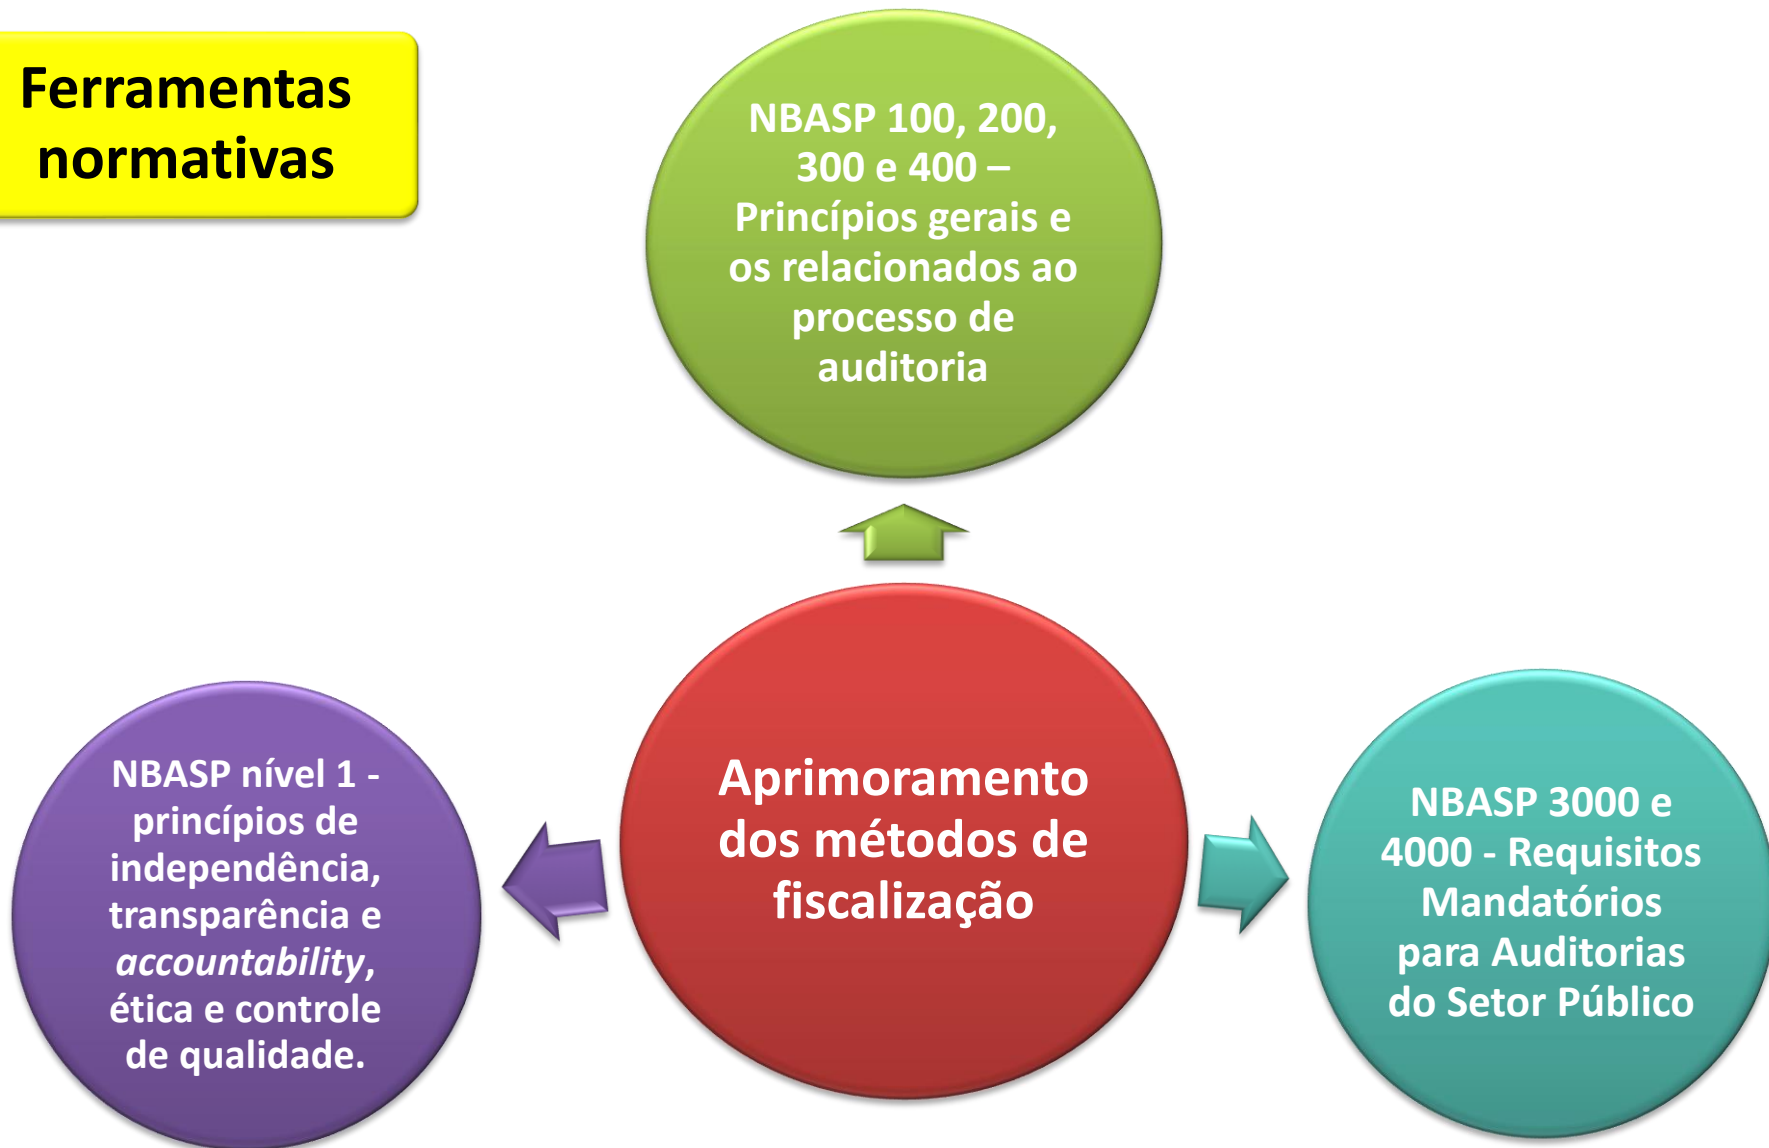 Ferramentas
normativas
NBASP 100, 200,
300 e 400 –
Princípios gerais e
os relacionados ao
processo de
auditoria
NBASP nível 1 -
princípios de
independência,
transparência e
accountability,
ética e controle
de qualidade.
Aprimoramento
dos métodos de
fiscalização
NBASP 3000 e
4000 - Requisitos
Mandatórios
para Auditorias
do Setor Público